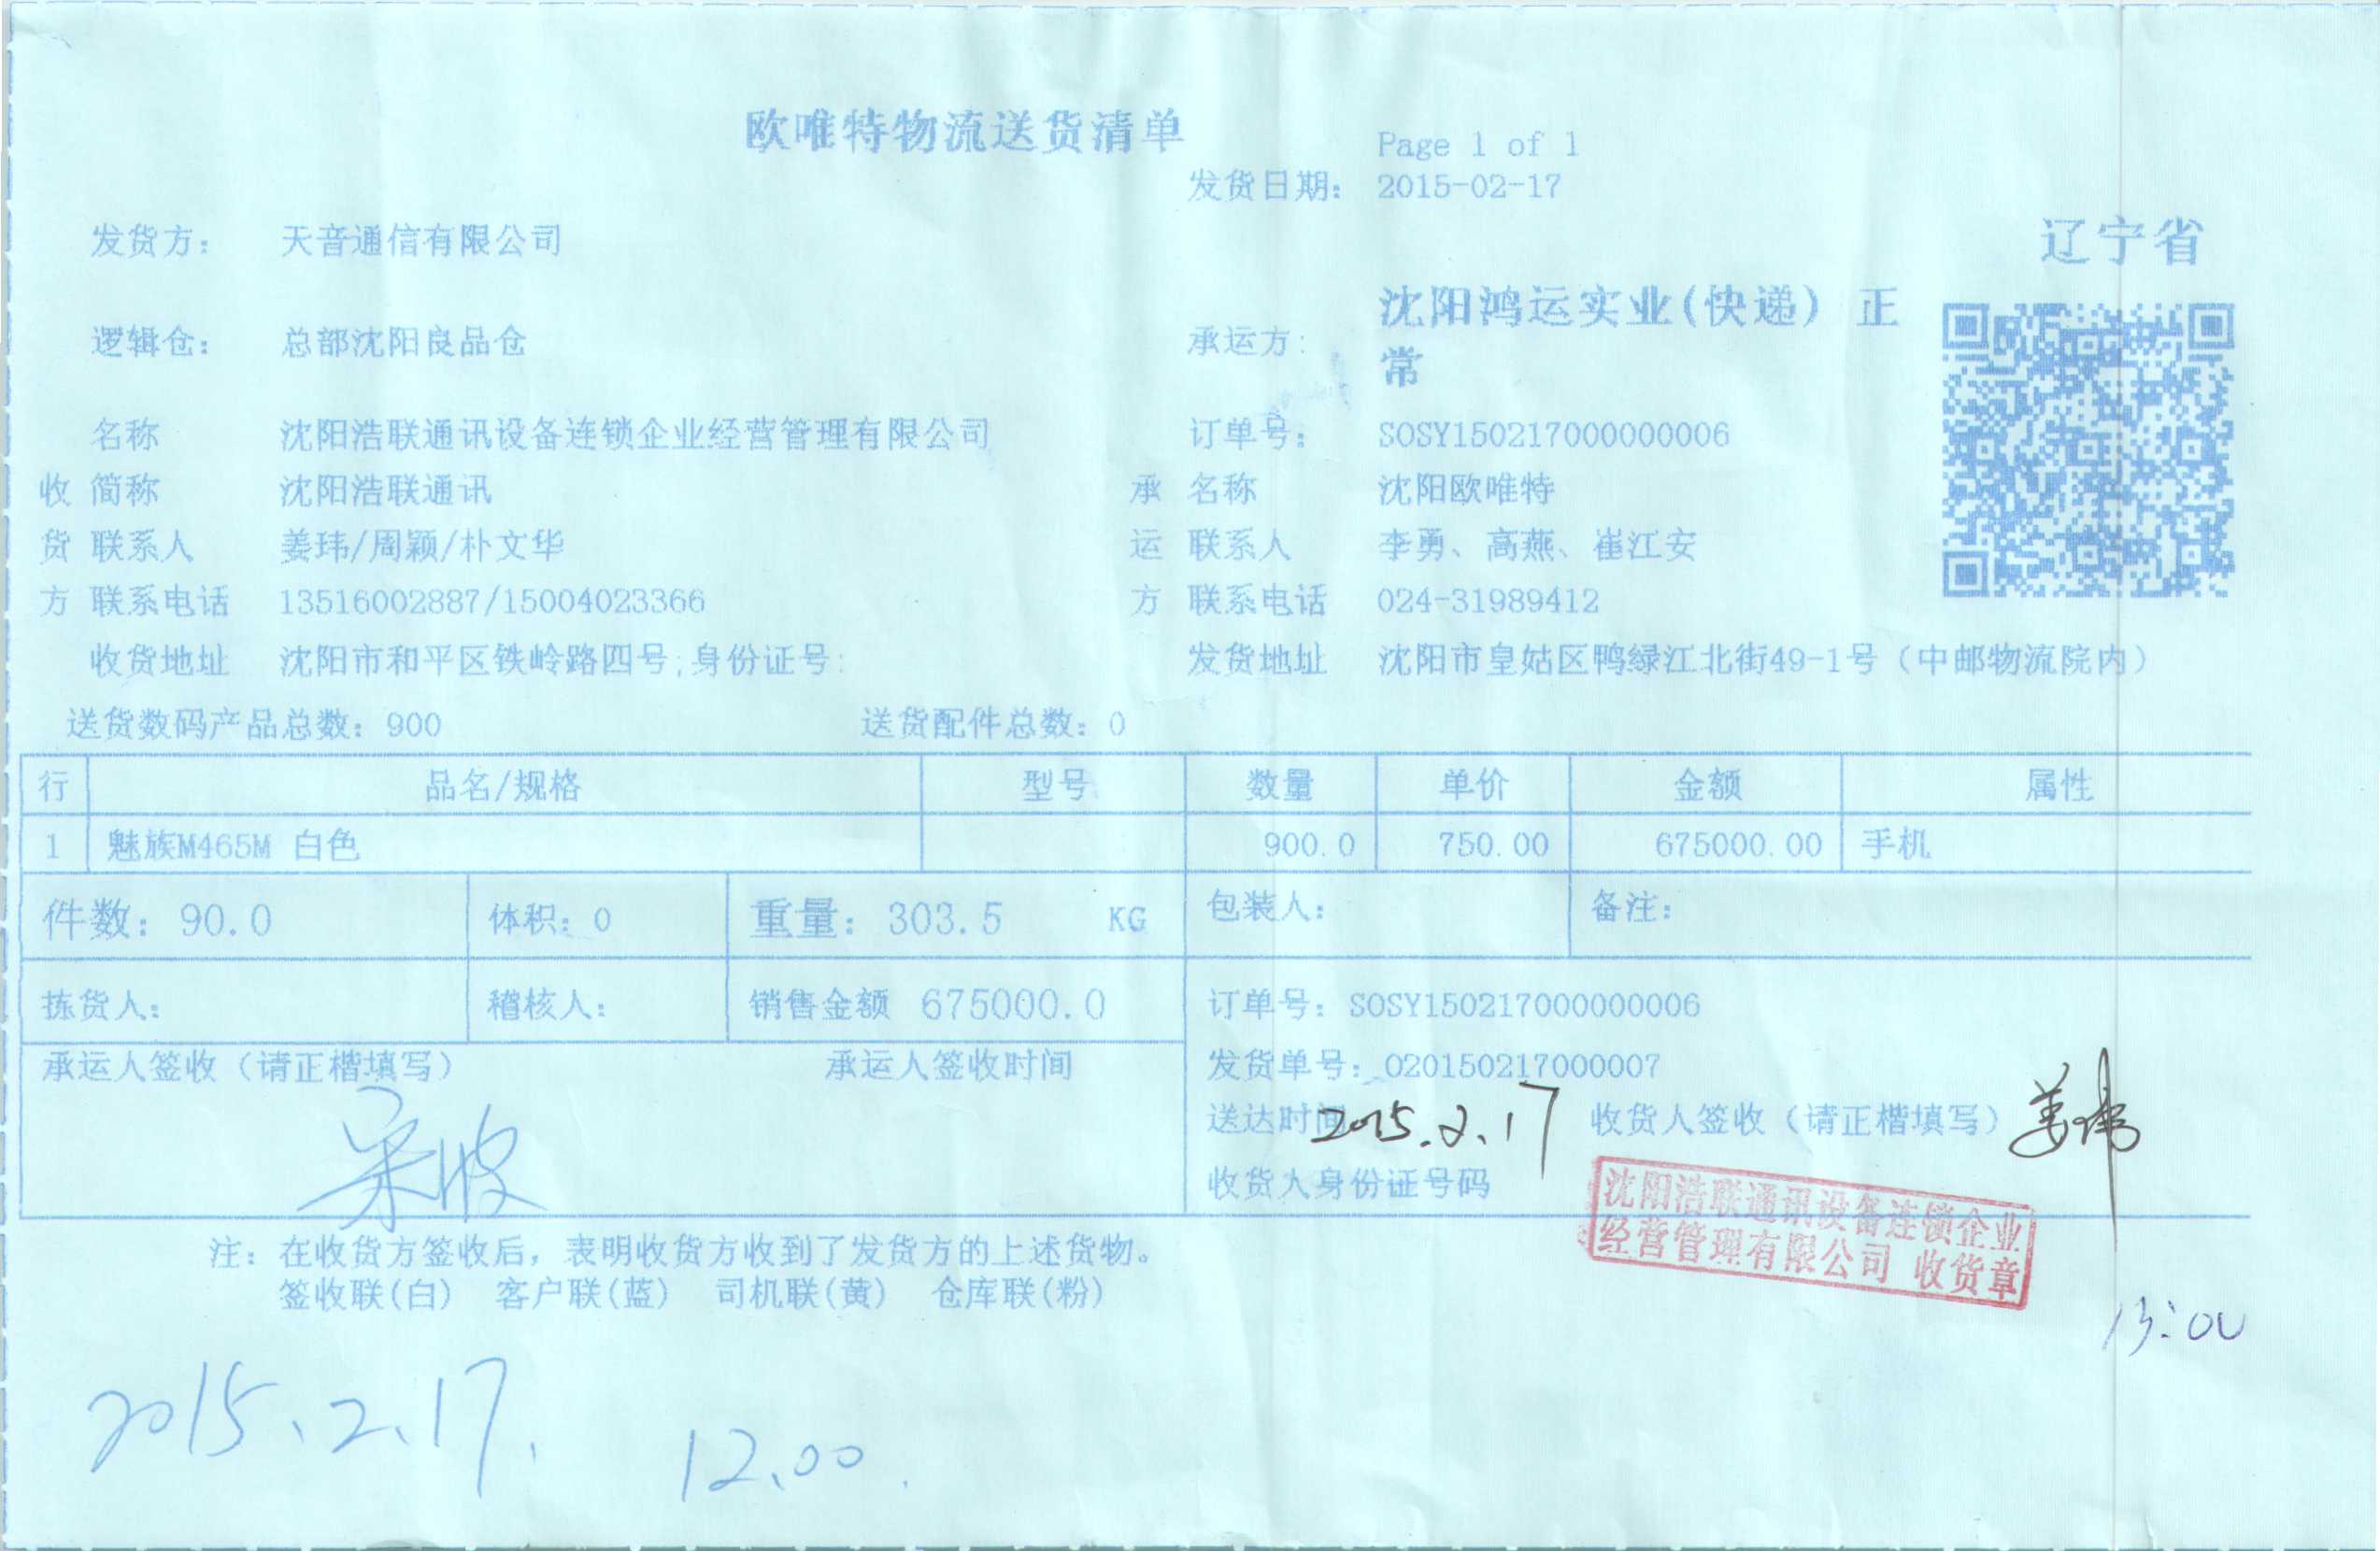 欧唯特物流送货清单
Page 1 of 1
发货日期: 2015-02-17
发货方: 天音通信有限公司
辽宁省
逻辑仓: 总部沈阳良品仓
承运方: 沈阳鸿运实业(快递) 正
常
名称 沈阳浩联通讯设备连锁企业经营管理有限公司 订单号: SOSY150217000000006
收 简称 沈阳浩联通讯 承 名称 沈阳欧唯特
货 联系人 姜玮/周颖/朴文华 运 联系人 李勇、高燕、崔江安
方 联系电话 13516002887/15004023366 方 联系电话 024-31989412
收货地址 沈阳市和平区铁岭路四号;身份证号: 发货地址 沈阳市皇姑区鸭绿江北街49-1号（中邮物流院内）
送货数码产品总数: 900 送货配件总数: 0
行 品名/规格 型号 数量 单价 金额 属性
1 魅族M465M 白色 900.0 750.00 675000.00 手机
件数: 90.0 体积: 0 重量: 303.5 KG 包装人: 备注:
拣货人: 稽核人: 销售金额 675000.0 订单号: SOSY150217000000006
承运人签收（请正楷填写） 承运人签收时间 发货单号: 020150217000007
送达时间 2015.2.17 收货人签收（请正楷填写） 姜玮
收货人身份证号码
沈阳浩联通讯设备连锁企业
经营管理有限公司 收货章
注: 在收货方签收后，表明收货方收到了发货方的上述货物。
签收联(白) 客户联(蓝) 司机联(黄) 仓库联(粉)
13:00
2015.2.17. 12.00.